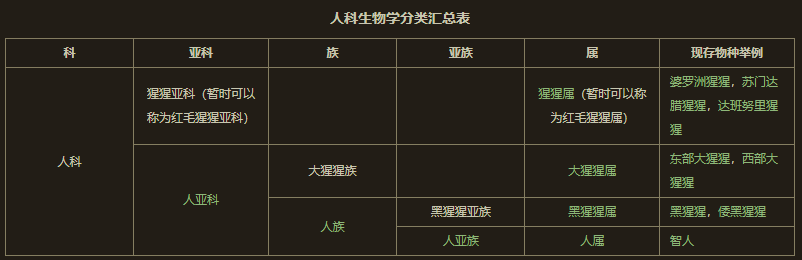 人科生物学分类汇总表
科 亚科 族 亚族 属 现存物种举例
人科
猩猩亚科（暂时可以
称为红毛猩猩亚科）
猩猩属（暂时可以称
为红毛猩猩属）
婆罗洲猩猩，苏门达
腊猩猩，达班努里猩
猩
人亚科
大猩猩族
大猩猩属
东部大猩猩，西部大
猩猩
人族
黑猩猩亚族
黑猩猩属
黑猩猩，倭黑猩猩
人亚族
人属
智人